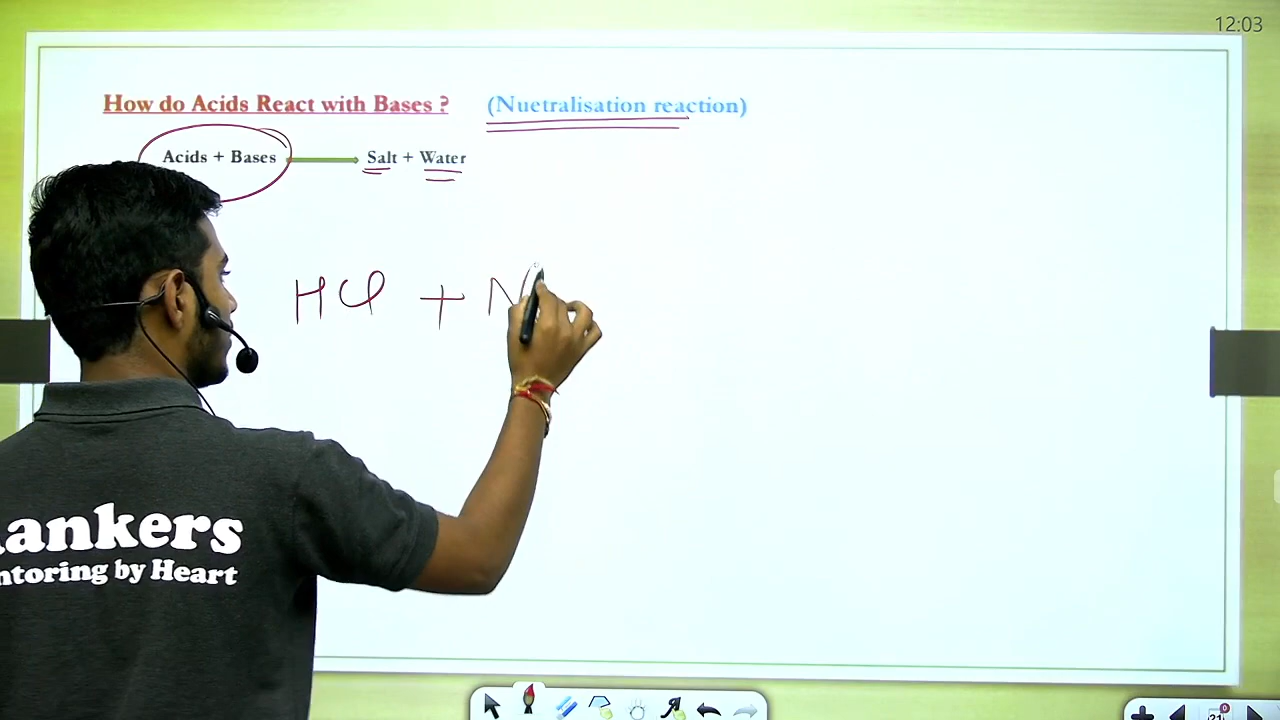 12:03
How do Acids React with Bases ? (Nuetralisation reaction)
Acids + Bases Salt + Water
HCl + N
ankers
ntoring by Heart